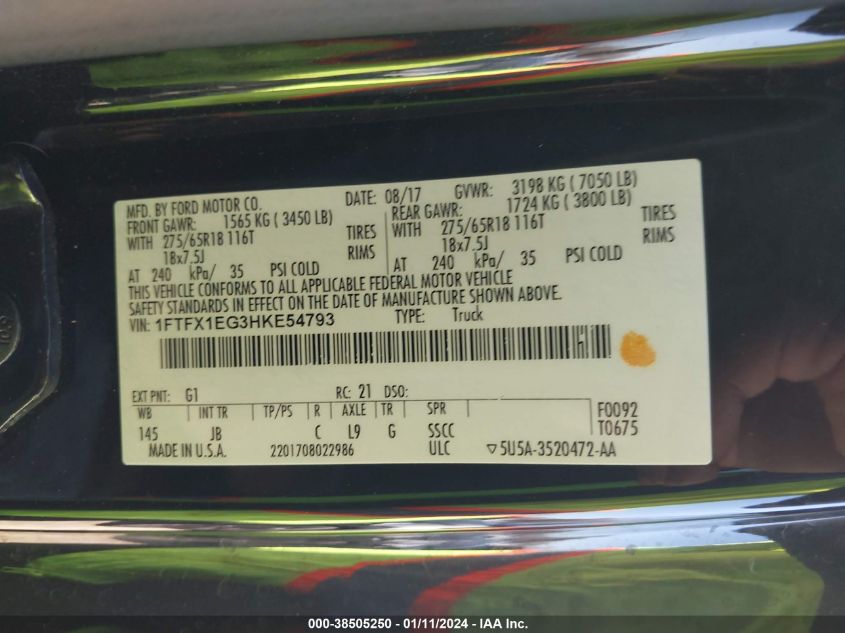 MFD. BY FORD MOTOR CO.
DATE: 08/17 GVWR: 3198 KG ( 7050 LB)
FRONT GAWR: 1565 KG ( 3450 LB)
REAR GAWR: 1724 KG ( 3800 LB)
WITH 275/65R18 116T TIRES
WITH 275/65R18 116T TIRES
18x7.5J RIMS
18x7.5J RIMS
AT 240 kPa/ 35 PSI COLD
AT 240 kPa/ 35 PSI COLD
THIS VEHICLE CONFORMS TO ALL APPLICABLE FEDERAL MOTOR VEHICLE
SAFETY STANDARDS IN EFFECT ON THE DATE OF MANUFACTURE SHOWN ABOVE.
VIN: 1FTFX1EG3HKE54793 TYPE: Truck
EXT PNT: G1 RC: 21 DSO:
WB INT TR TP/PS R AXLE TR SPR F0092
145 JB C L9 G SSCC T0675
MADE IN U.S.A. 2201708022986 ULC ▽5U5A-3520472-AA
000-38505250 - 01/11/2024 - IAA Inc.